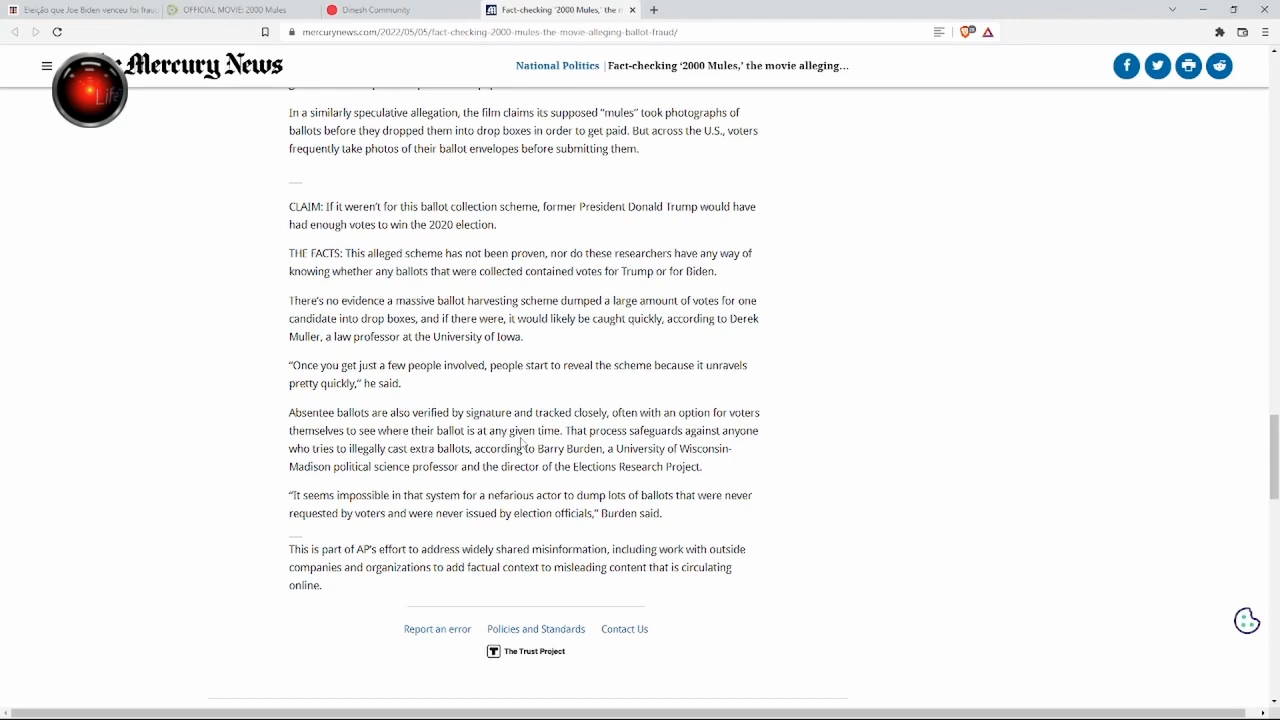 Eleição que Joe Biden venceu foi frau
OFFICIAL MOVIE: 2000 Mules
Dmesh Community
Fact-checking '2000 Mules,' the m
mercurynews.com/2022/05/05/fact-checking-2000-mules-the-movie-alleging-ballot-fraud/
Mercury News
National Politics | Fact-checking ‘2000 Mules,’ the movie alleging...
Life
In a similarly speculative allegation, the film claims its supposed “mules” took photographs of
ballots before they dropped them into drop boxes in order to get paid. But across the U.S., voters
frequently take photos of their ballot envelopes before submitting them.
CLAIM: If it weren’t for this ballot collection scheme, former President Donald Trump would have
had enough votes to win the 2020 election.
THE FACTS: This alleged scheme has not been proven, nor do these researchers have any way of
knowing whether any ballots that were collected contained votes for Trump or for Biden.
There’s no evidence a massive ballot harvesting scheme dumped a large amount of votes for one
candidate into drop boxes, and if there were, it would likely be caught quickly, according to Derek
Muller, a law professor at the University of Iowa.
“Once you get just a few people involved, people start to reveal the scheme because it unravels
pretty quickly,” he said.
Absentee ballots are also verified by signature and tracked closely, often with an option for voters
themselves to see where their ballot is at any given time. That process safeguards against anyone
who tries to illegally cast extra ballots, according to Barry Burden, a University of Wisconsin-
Madison political science professor and the director of the Elections Research Project.
“It seems impossible in that system for a nefarious actor to dump lots of ballots that were never
requested by voters and were never issued by election officials,” Burden said.
This is part of AP’s effort to address widely shared misinformation, including work with outside
companies and organizations to add factual context to misleading content that is circulating
online.
Report an error Policies and Standards Contact Us
The Trust Project